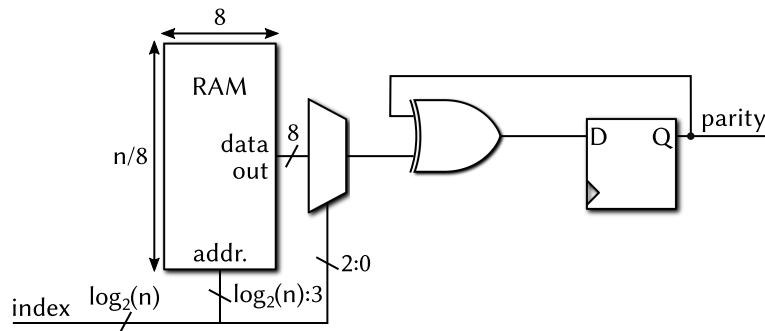 8
RAM
n/8
data
out
8
addr.
2:0
log₂(n):3
index
log₂(n)
D
Q
parity